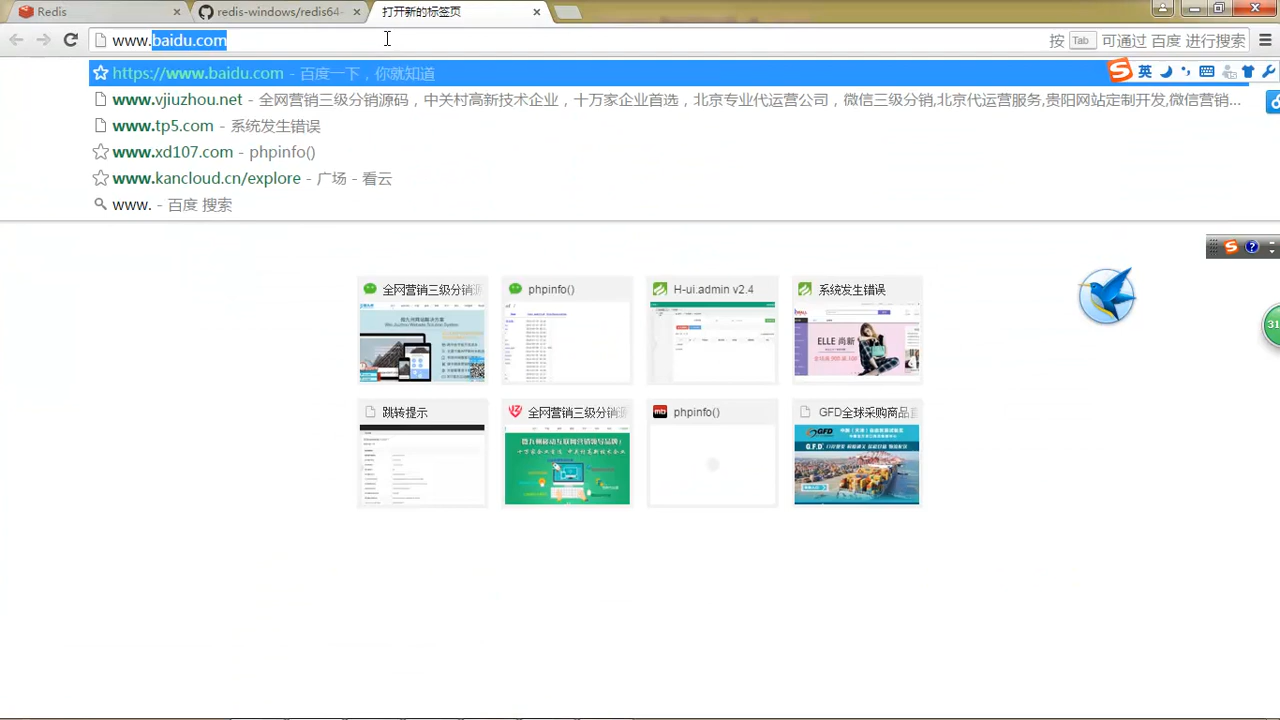 Redis
redis-windows/redis64-
打开新的标签页
www.baidu.com
按 Tab 可通过 百度 进行搜索
https://www.baidu.com - 百度一下，你就知道
英
www.vjiuzhou.net - 全网营销三级分销源码，中关村高新技术企业，十万家企业首选，北京专业代运营公司，微信三级分销,北京代运营服务,贵阳网站定制开发,微信营销...
www.tp5.com - 系统发生错误
www.xd107.com - phpinfo()
www.kancloud.cn/explore - 广场 - 看云
www. - 百度 搜索
全网营销三级分销源
phpinfo()
H-ui.admin v2.4
系统发生错误
ELLE 尚新
31
跳转提示
全网营销三级分销源
phpinfo()
GFD全球采购商品直
GFD